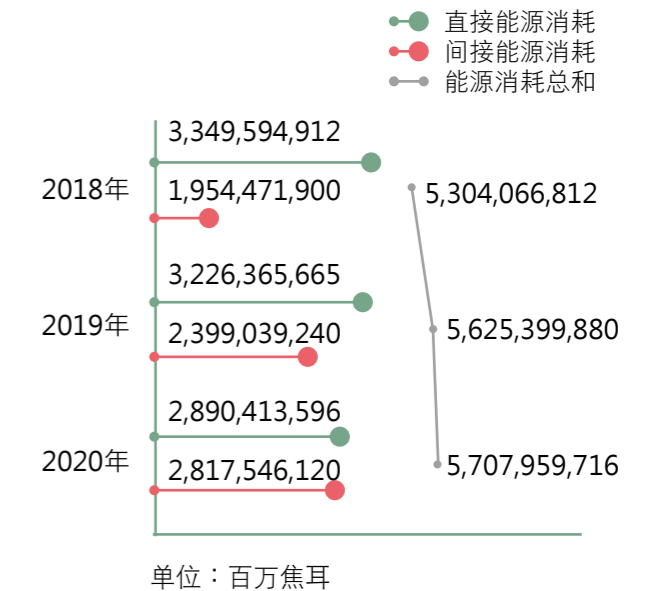 直接能源消耗
间接能源消耗
能源消耗总和
3,349,594,912
2018年
1,954,471,900
5,304,066,812
3,226,365,665
2019年
2,399,039,240
5,625,399,880
2,890,413,596
2020年
2,817,546,120
5,707,959,716
单位：百万焦耳